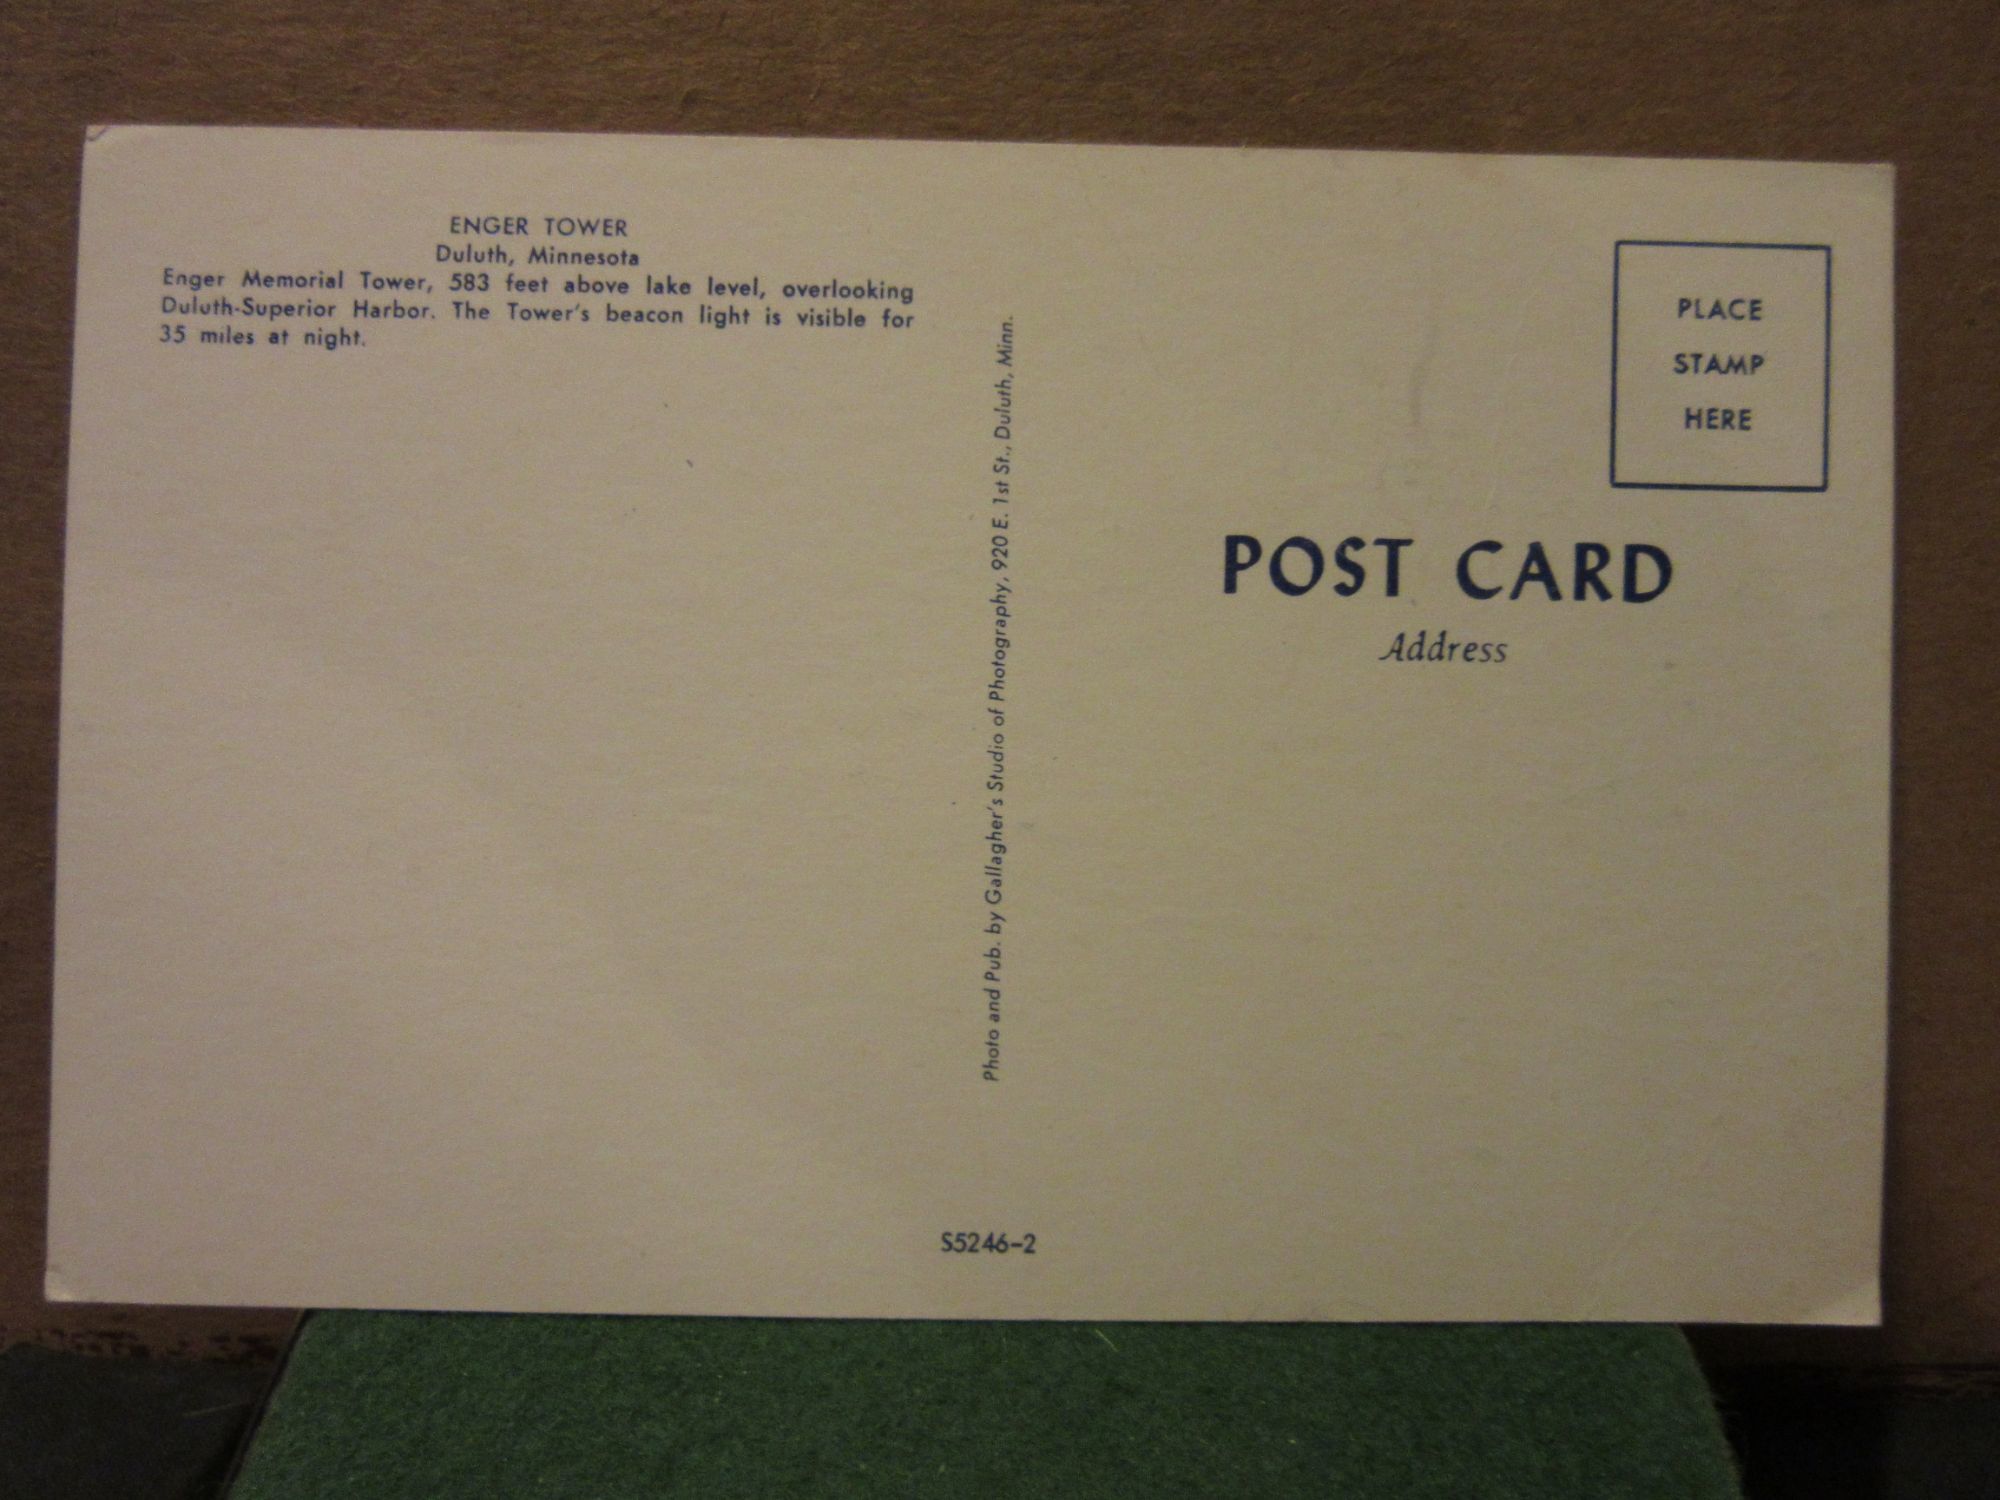 ENGER TOWER
Duluth, Minnesota
Enger Memorial Tower, 583 feet above lake level, overlooking
Duluth-Superior Harbor. The Tower's beacon light is visible for
35 miles at night.
Photo and Pub. by Gallagher's Studio of Photography, 920 E. 1st St., Duluth, Minn.
S5246-2
PLACE
STAMP
HERE
POST CARD
Address